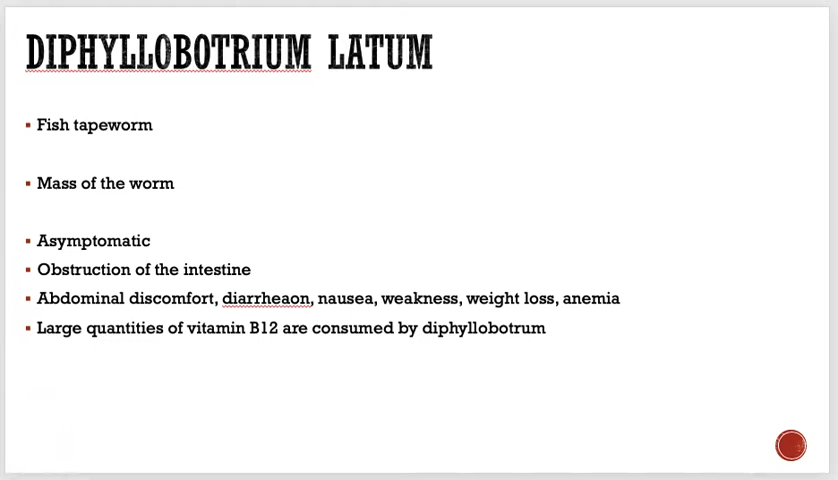 DIPHYLLOBOTRIUM LATUM
▪ Fish tapeworm
▪ Mass of the worm
▪ Asymptomatic
▪ Obstruction of the intestine
▪ Abdominal discomfort, diarrheaon, nausea, weakness, weight loss, anemia
▪ Large quantities of vitamin B12 are consumed by diphyllobotrum